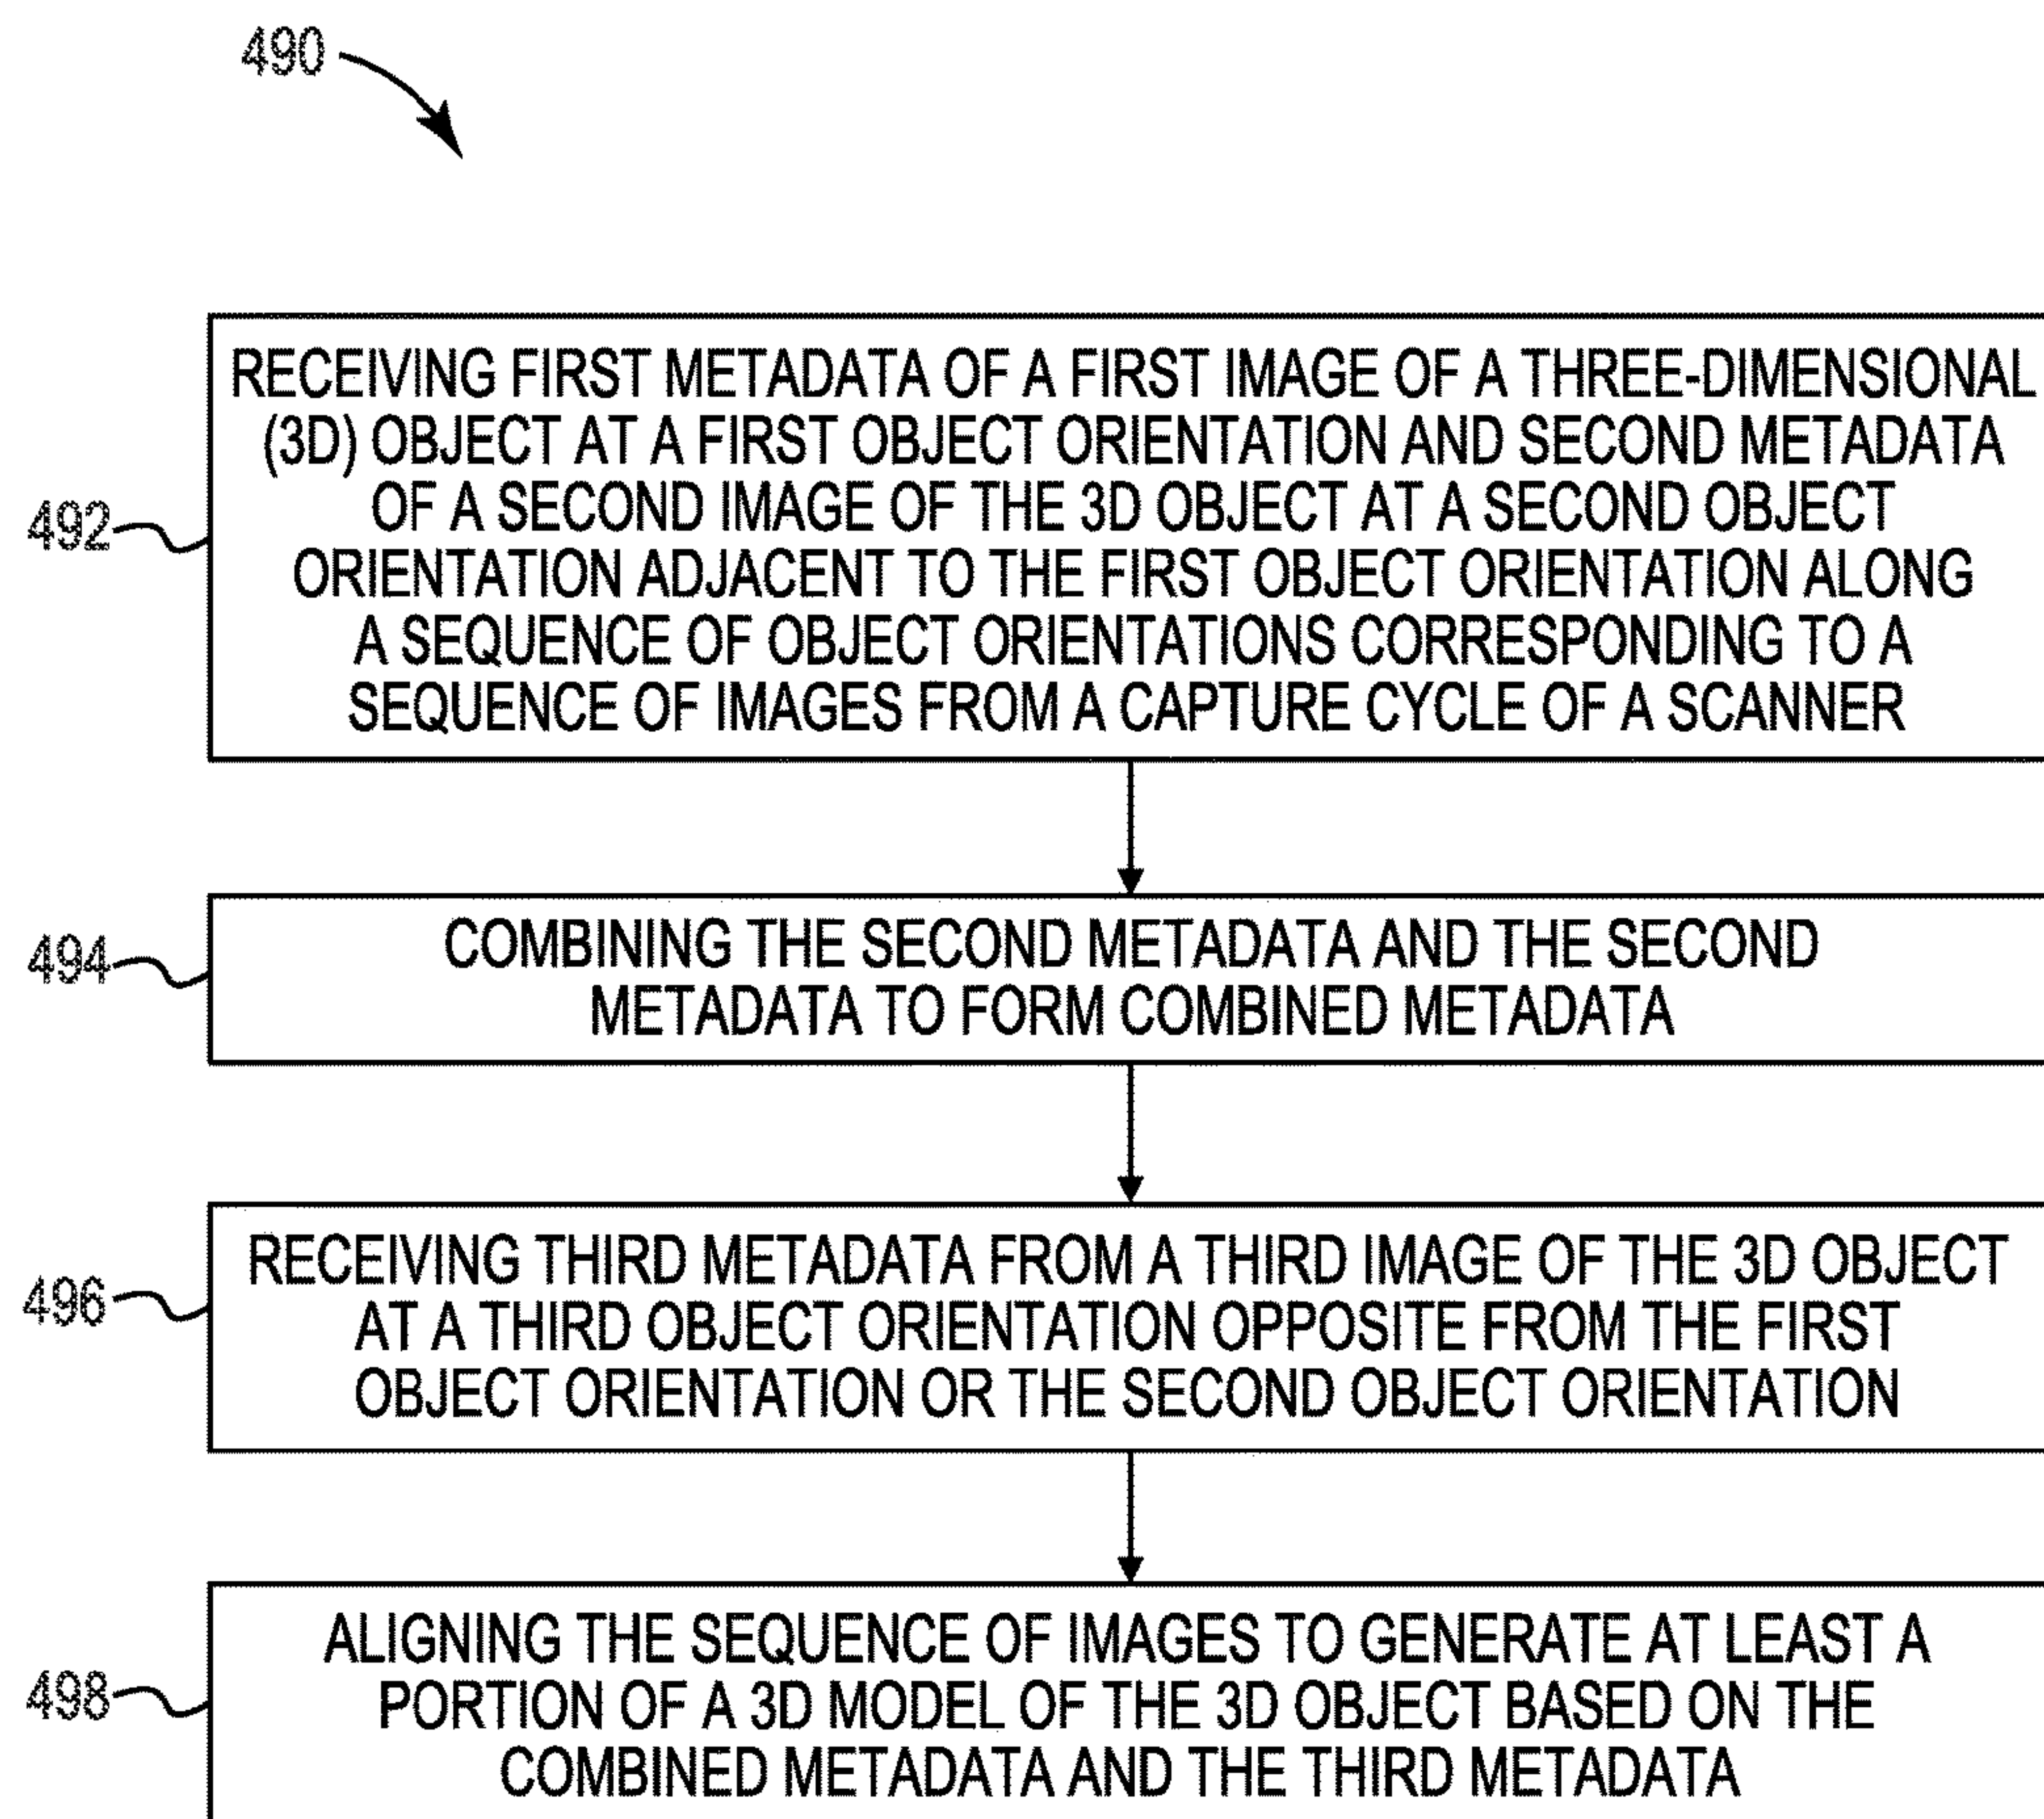 490
RECEIVING FIRST METADATA OF A FIRST IMAGE OF A THREE-DIMENSIONAL
(3D) OBJECT AT A FIRST OBJECT ORIENTATION AND SECOND METADATA
OF A SECOND IMAGE OF THE 3D OBJECT AT A SECOND OBJECT
ORIENTATION ADJACENT TO THE FIRST OBJECT ORIENTATION ALONG
A SEQUENCE OF OBJECT ORIENTATIONS CORRESPONDING TO A
SEQUENCE OF IMAGES FROM A CAPTURE CYCLE OF A SCANNER
492
COMBINING THE SECOND METADATA AND THE SECOND
METADATA TO FORM COMBINED METADATA
494
RECEIVING THIRD METADATA FROM A THIRD IMAGE OF THE 3D OBJECT
AT A THIRD OBJECT ORIENTATION OPPOSITE FROM THE FIRST
OBJECT ORIENTATION OR THE SECOND OBJECT ORIENTATION
496
ALIGNING THE SEQUENCE OF IMAGES TO GENERATE AT LEAST A
PORTION OF A 3D MODEL OF THE 3D OBJECT BASED ON THE
COMBINED METADATA AND THE THIRD METADATA
498